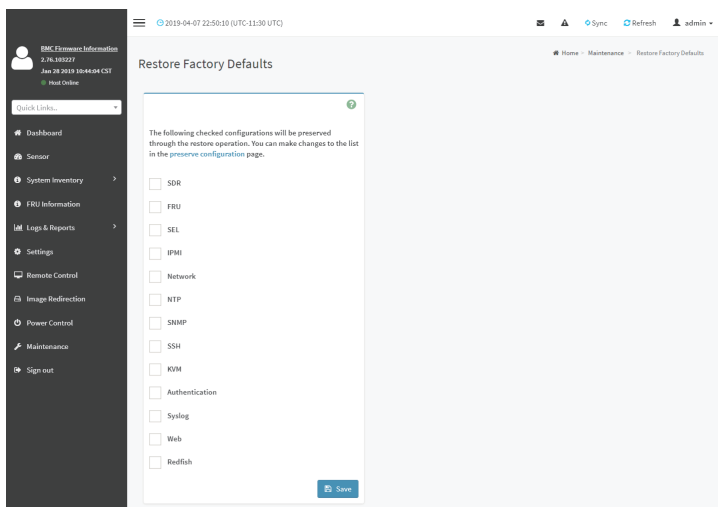 2019-04-07 22:50:10 (UTC-11:30 UTC)
Sync
Refresh
admin
BMC Firmware Information
2.76.103227
Jan 28 2019 10:44:04 CST
Host Online
Quick Links..
Dashboard
Sensor
System Inventory
FRU Information
Logs & Reports
Settings
Remote Control
Image Redirection
Power Control
Maintenance
Sign out
Restore Factory Defaults
Home > Maintenance > Restore Factory Defaults
The following checked configurations will be preserved
through the restore operation. You can make changes to the list
in the preserve configuration page.
SDR
FRU
SEL
IPMI
Network
NTP
SNMP
SSH
KVM
Authentication
Syslog
Web
Redfish
Save